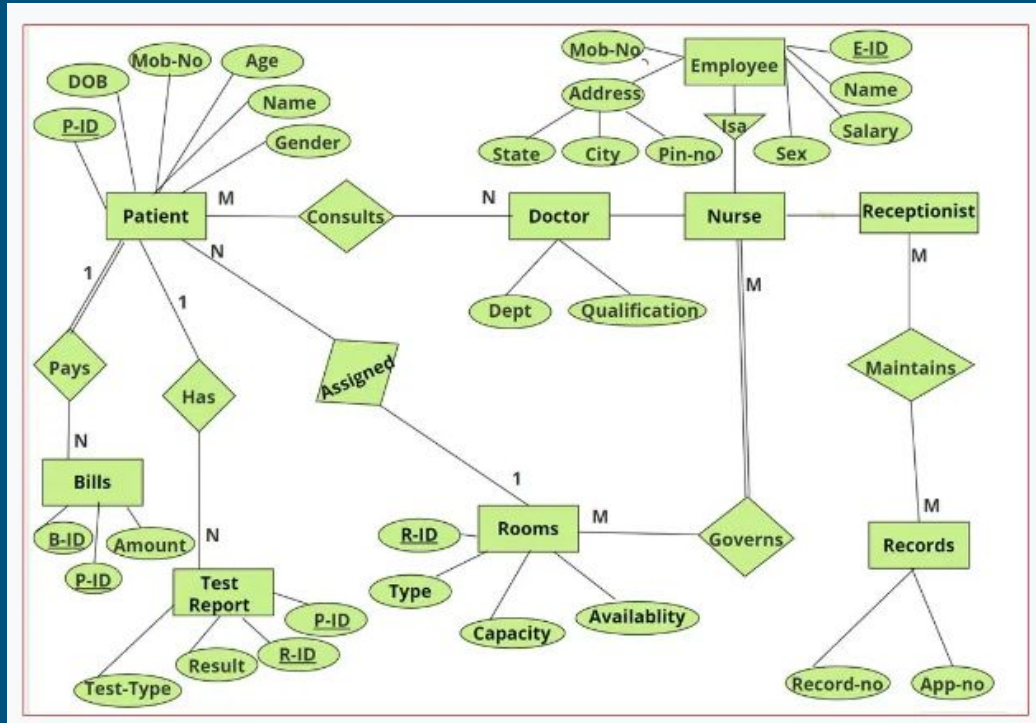 Mob-No
Age
DOB
Name
P-ID
Gender
Mob-No
Employee
E-ID
Name
Address
Salary
Isa
State
City
Pin-no
Sex
Patient
M
Consults
N
Doctor
Nurse
Receptionist
N
M
1
1
M
Dept
Qualification
Pays
Has
Assigned
Maintains
N
Bills
1
B-ID
Amount
P-ID
N
R-ID
Rooms
M
Governs
M
Records
Type
Capacity
Availablity
Test
Report
P-ID
R-ID
Result
Test-Type
Record-no
App-no